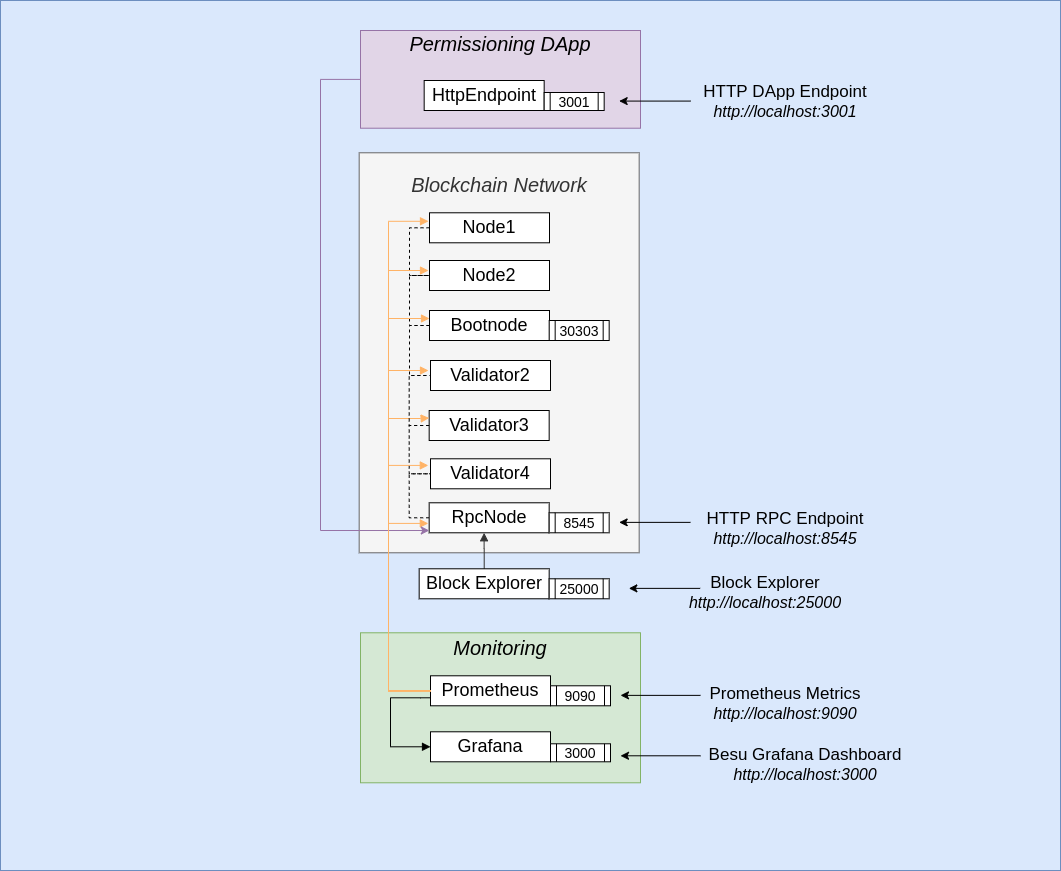 Permissioning DApp
HttpEndpoint
3001
HTTP DApp Endpoint
http://localhost:3001
Blockchain Network
Node1
Node2
Bootnode
30303
Validator2
Validator3
Validator4
RpcNode
8545
HTTP RPC Endpoint
http://localhost:8545
Block Explorer
25000
Block Explorer
http://localhost:25000
Monitoring
Prometheus
9090
Prometheus Metrics
http://localhost:9090
Grafana
3000
Besu Grafana Dashboard
http://localhost:3000